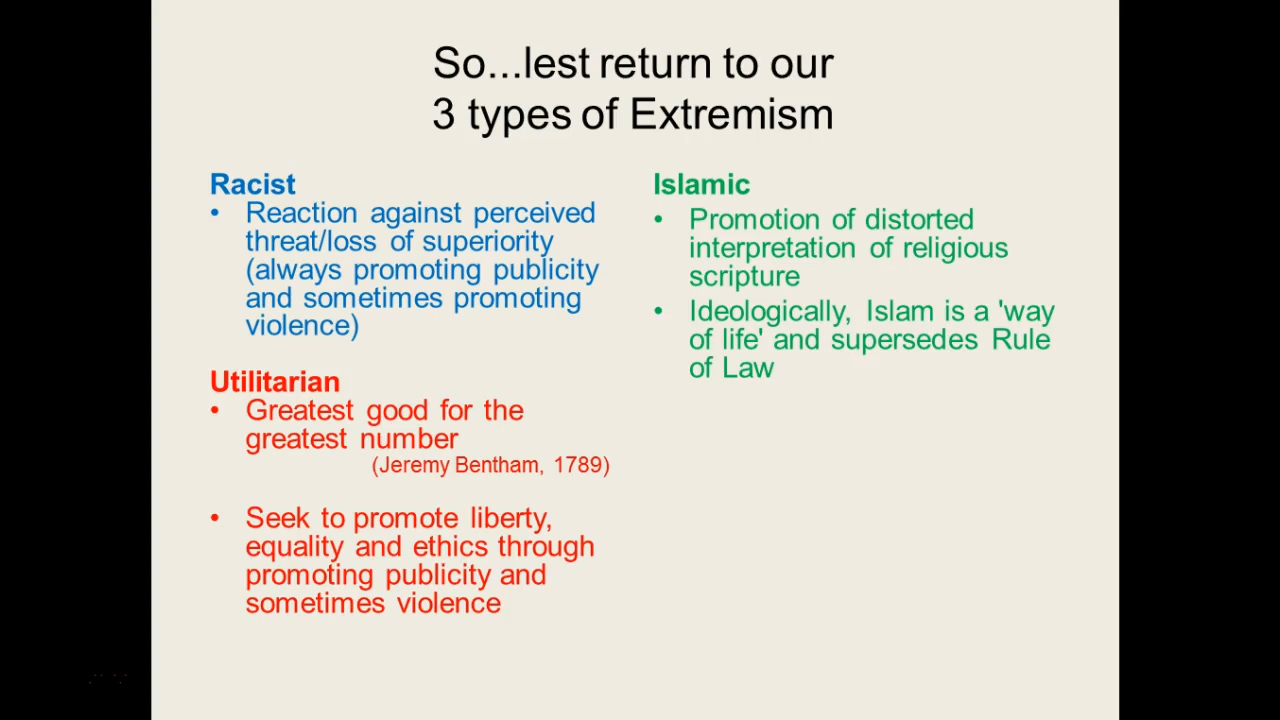 So...lest return to our
3 types of Extremism
Racist
• Reaction against perceived
threat/loss of superiority
(always promoting publicity
and sometimes promoting
violence)
Utilitarian
• Greatest good for the
greatest number
(Jeremy Bentham, 1789)
• Seek to promote liberty,
equality and ethics through
promoting publicity and
sometimes violence
Islamic
• Promotion of distorted
interpretation of religious
scripture
• Ideologically, Islam is a 'way
of life' and supersedes Rule
of Law